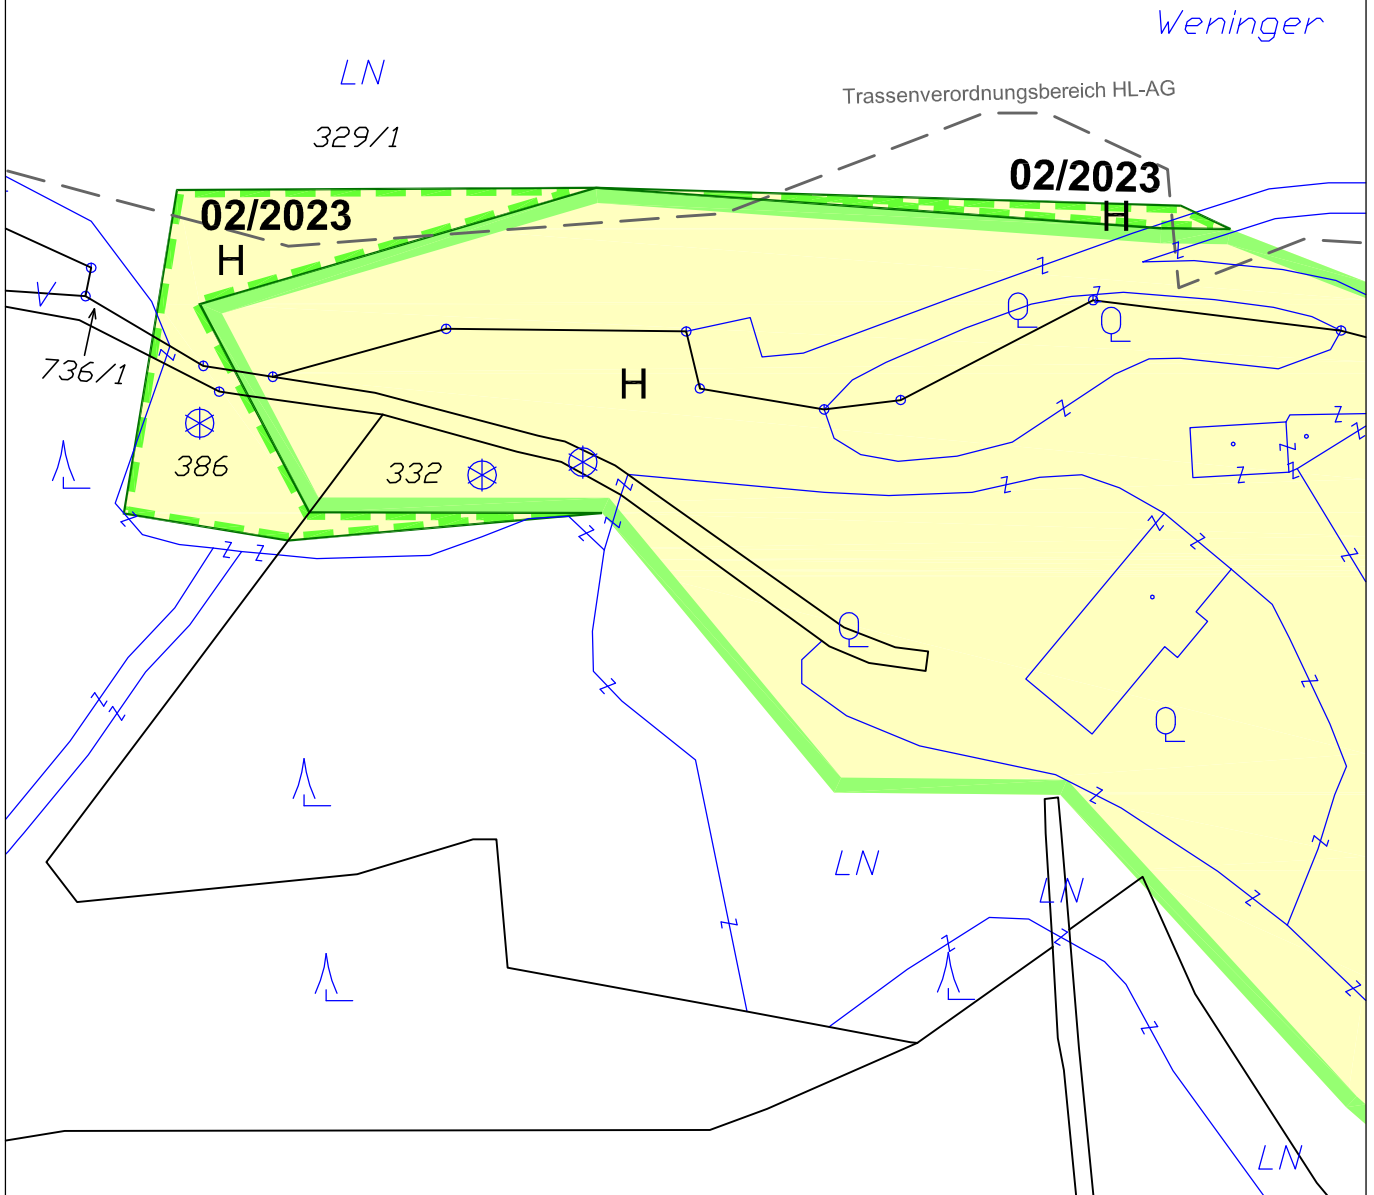 Weninger
LN
Trassenverordnungsbereich HL-AG
329/1
02/2023
H
02/2023
H
V
736/1
H
386
332
LN
LN
LN